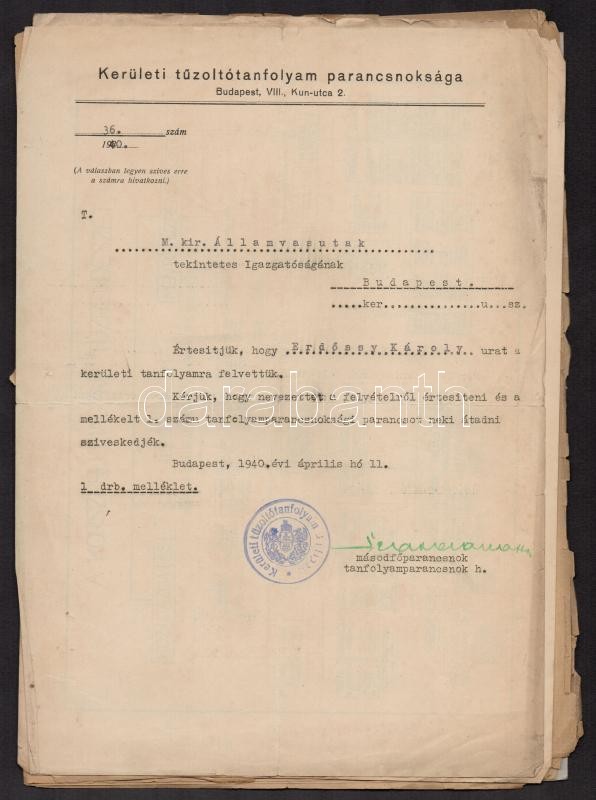 Kerületi tűzoltótanfolyam parancsnoksága
Budapest, VIII., Kun-utca 2.
36. szám
1940.
(A válaszban legyen szives erre
a számra hivatkozni.)
T.
M. kir. Államvasutak
tekintetes Igazgatóságának
Budapest.
.....ker...............u...sz.
Értesitjük, hogy Erdőssy Károly urat a
kerületi tanfolyamra felvettük.
Kérjük, hogy nevezettet a felvételről értesiteni és a
mellékelt 1. számu tanfolyamparancsnoksági parancsot neki átadni
sziveskedjék.
Budapest, 1940.évi április hó 11.
1 drb. melléklet.
Kerületi tűzoltótanfolyam
másodfőparancsnok
tanfolyamparancsnok h.
darabanth